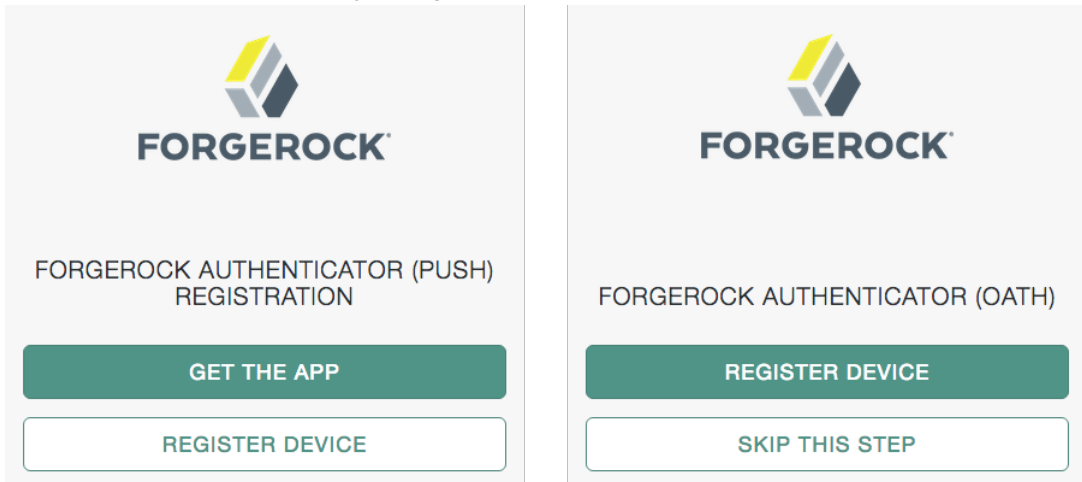 FORGEROCK
FORGEROCK AUTHENTICATOR (PUSH)
REGISTRATION
GET THE APP
REGISTER DEVICE
FORGEROCK
FORGEROCK AUTHENTICATOR (OATH)
REGISTER DEVICE
SKIP THIS STEP